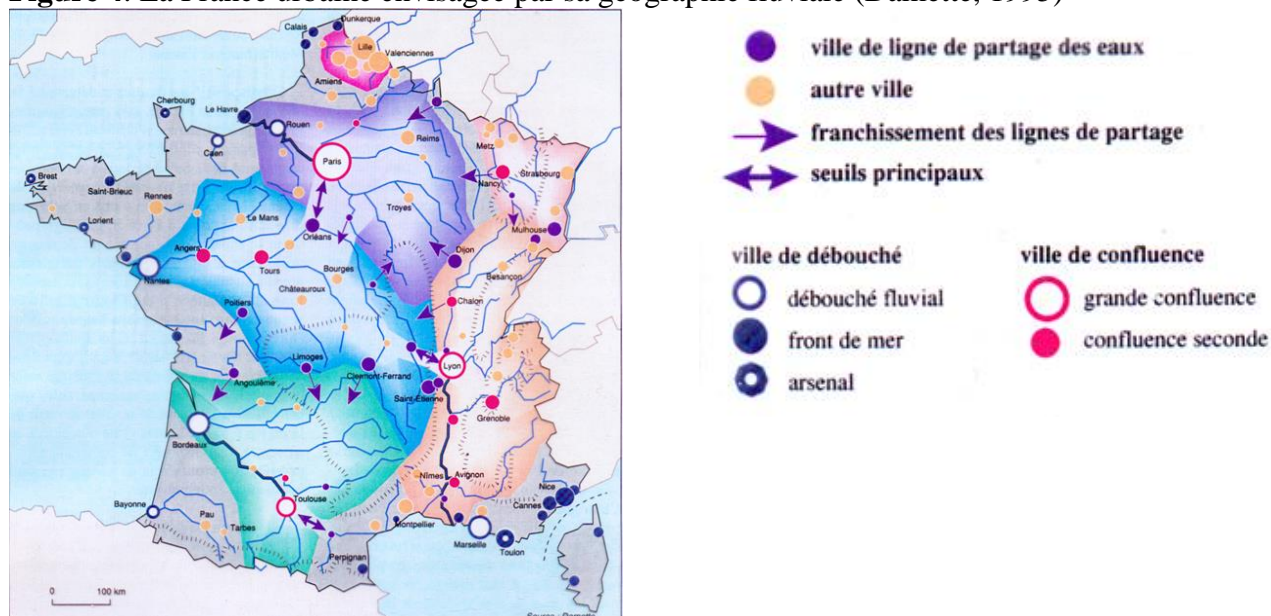 Figure 4. La France urbaine envisagée par sa géographie fluviale (Damette, 1995)
Dunkerque
Calais
Lille
Valenciennes
Amiens
Cherbourg
Le Havre
Rouen
Reims
Caen
Metz
Paris
Nancy
Strasbourg
Brest
Saint-Brieuc
Rennes
Troyes
Lorient
Le Mans
Orléans
Mulhouse
Angers
Dijon
Tours
Bourges
Besançon
Nantes
Châteauroux
Chalon
Poitiers
Limoges
Lyon
Angoulême
Clermont-Ferrand
Saint-Étienne
Grenoble
Bordeaux
Nîmes
Avignon
Toulouse
Nice
Bayonne
Cannes
Pau
Tarbes
Montpellier
Marseille
Toulon
Perpignan
0 100 km
Source : Damette
ville de ligne de partage des eaux
autre ville
franchissement des lignes de partage
seuils principaux
ville de débouché
débouché fluvial
front de mer
arsenal
ville de confluence
grande confluence
confluence seconde